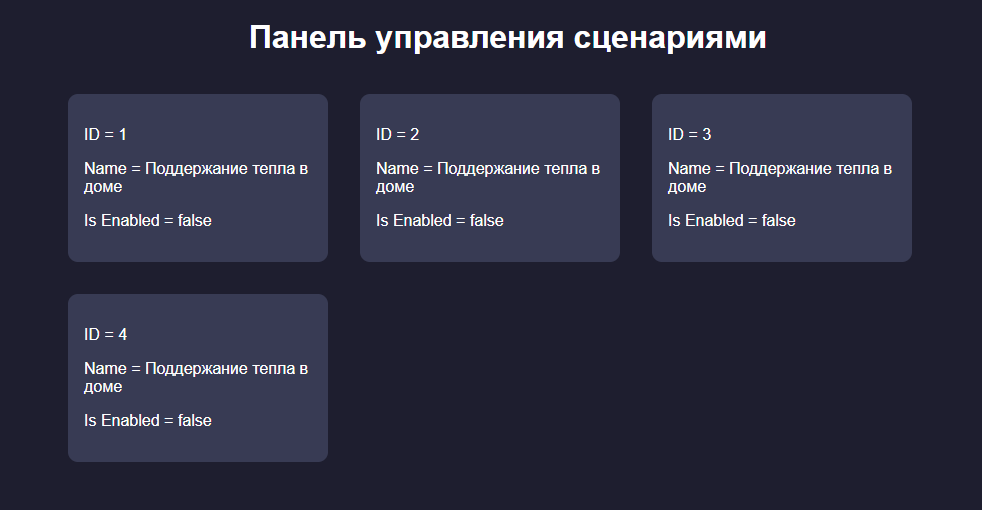 Панель управления сценариями
ID = 1
Name = Поддержание тепла в
доме
Is Enabled = false
ID = 2
Name = Поддержание тепла в
доме
Is Enabled = false
ID = 3
Name = Поддержание тепла в
доме
Is Enabled = false
ID = 4
Name = Поддержание тепла в
доме
Is Enabled = false